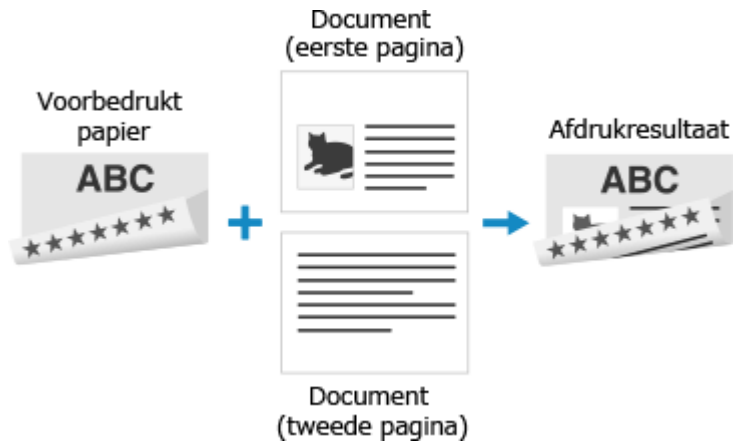 Document
(eerste pagina)
Voorbedrukt
papier
ABC
Afdrukresultaat
ABC
Document
(tweede pagina)